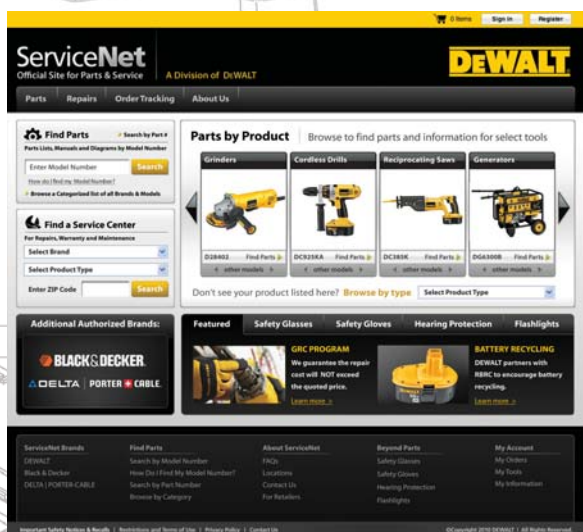 0 Items Sign In Register
ServiceNet
Official Site for Parts & Service A Division of DEWALT
DEWALT
Parts Repairs Order Tracking About Us
Find Parts Search by Part #
Parts Lists, Manuals and Diagrams by Model Number
Enter Model Number Search
How do I find my Model Number?
Browse a Categorized list of all Brands & Models
Find a Service Center
For Repairs, Warranty and Maintenance
Select Brand
Select Product Type
Enter ZIP Code Search
Parts by Product Browse to find parts and information for select tools
Grinders Cordless Drills Reciprocating Saws Generators
D28402 Find Parts DC925KA Find Parts DC385K Find Parts DG6300B Find Parts
other models other models other models other models
Don't see your product listed here? Browse by type Select Product Type
Additional Authorized Brands:
BLACK & DECKER.
DELTA | PORTER CABLE.
Featured Safety Glasses Safety Gloves Hearing Protection Flashlights
GRC PROGRAM
We guarantee the repair
cost will NOT exceed
the quoted price.
Learn more >
BATTERY RECYCLING
DEWALT partners with
RBRC to encourage battery
recycling.
Learn more >
ServiceNet Brands Find Parts About ServiceNet Beyond Parts My Account
DEWALT Search by Model Number FAQs Safety Glasses My Orders
Black & Decker How Do I Find My Model Number? Locations Safety Gloves My Tools
DELTA | PORTER-CABLE Search by Part Number Contact Us Hearing Protection My Information
Browse by Category For Retailers Flashlights
Important Safety Notices & Recalls | Restrictions and Terms of Use | Privacy Policy | Contact Us ©Copyright 2010 DEWALT | All Rights Reserved